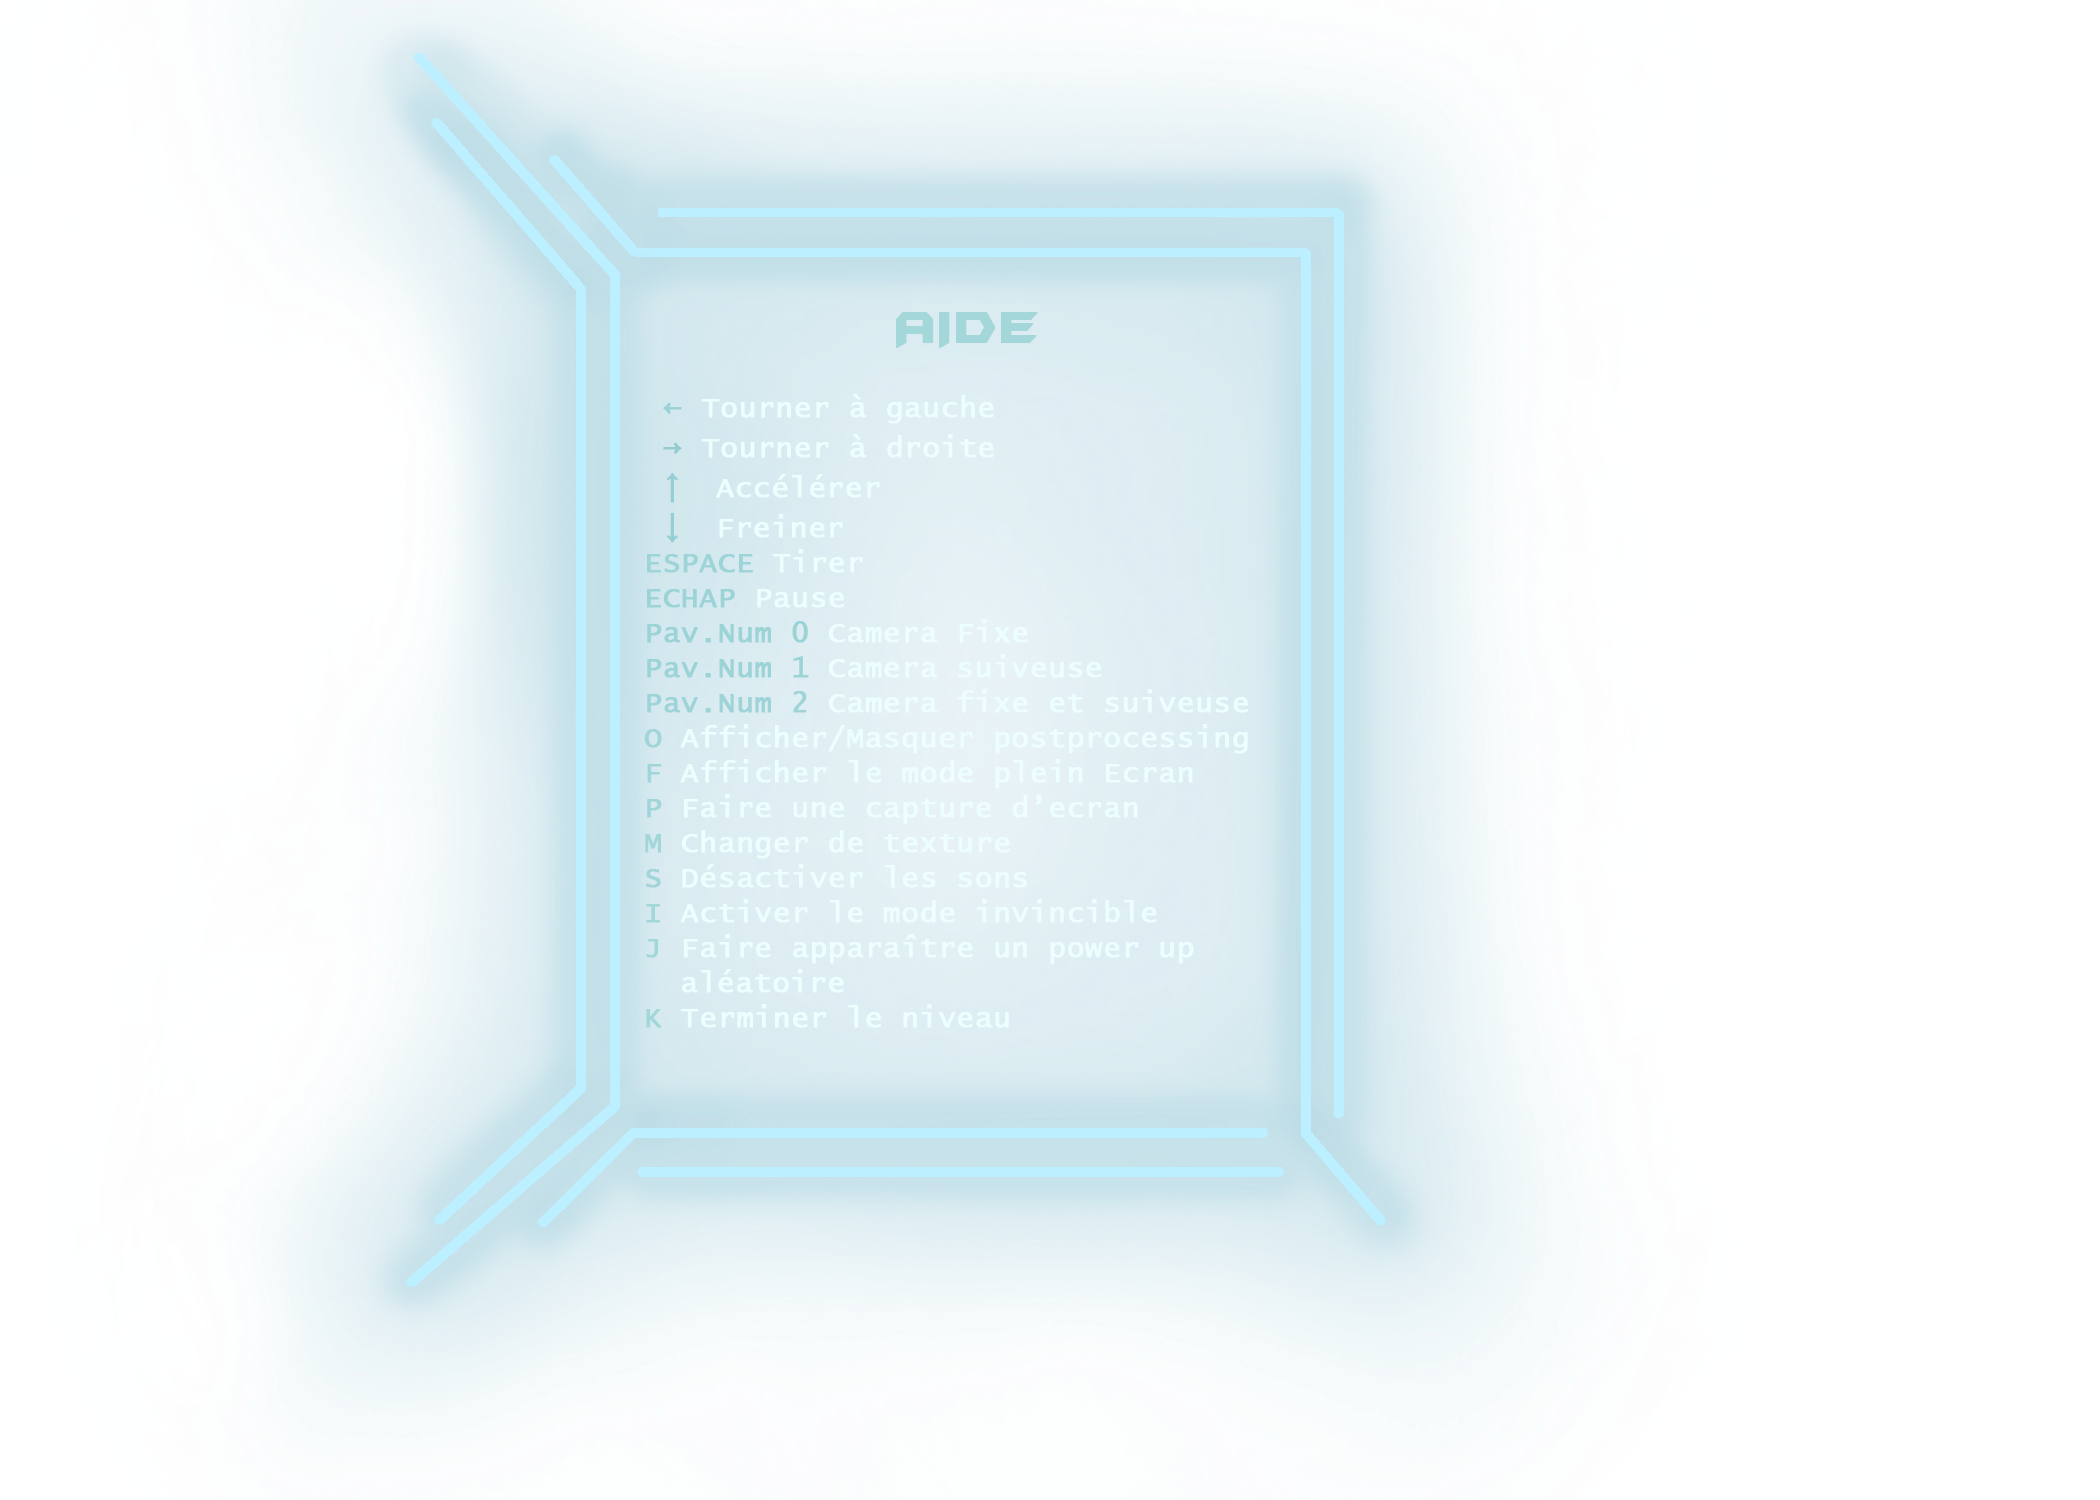 AIDE
← Tourner à gauche
→ Tourner à droite
↑ Accélérer
↓ Freiner
ESPACE Tirer
ECHAP Pause
Pav.Num 0 Camera Fixe
Pav.Num 1 Camera suiveuse
Pav.Num 2 Camera fixe et suiveuse
O Afficher/Masquer postprocessing
F Afficher le mode plein Ecran
P Faire une capture d’ecran
M Changer de texture
S Désactiver les sons
I Activer le mode invincible
J Faire apparaître un power up
aléatoire
K Terminer le niveau